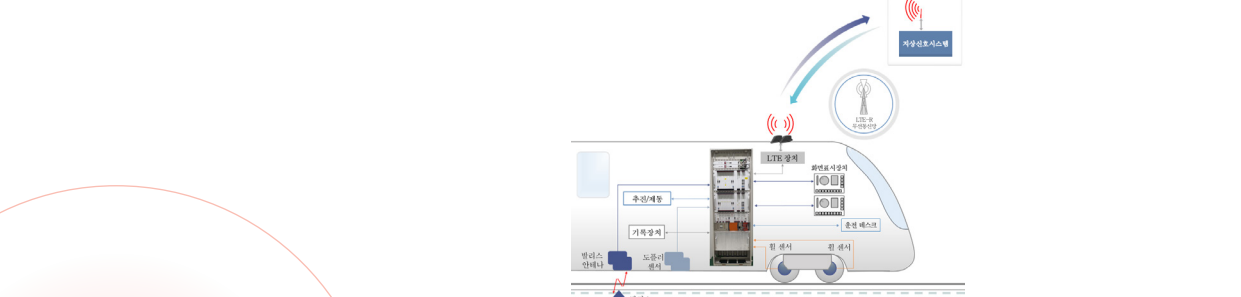 지상신호시스템
LTE-R
무선통신망
LTE 장치
화면표시장치
추진/제동
운전 데스크
기록장치
휠 센서
휠 센서
발리스
안테나
도플러
센서